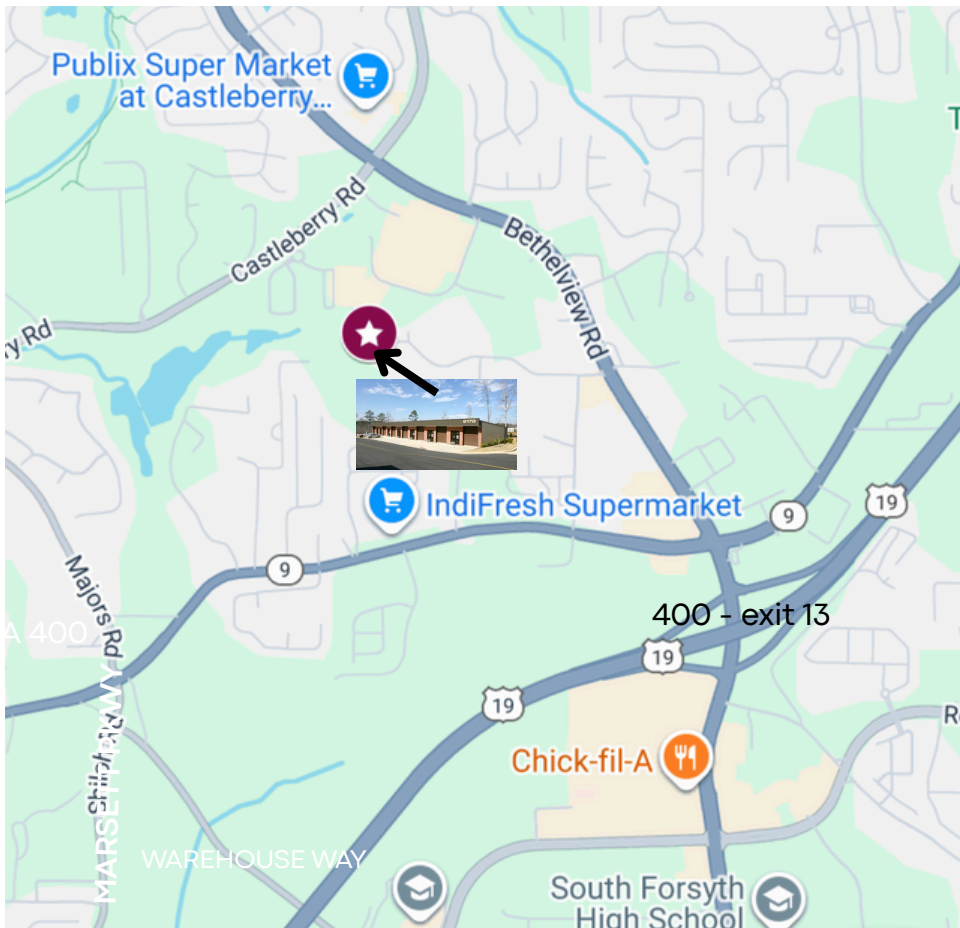 Publix Super Market
at Castleberry...
T
Castleberry Rd
Bethelview Rd
ry Rd
IndiFresh Supermarket
9
19
9
Majors Rd
400 - exit 13
A 400
19
19
MARSETT PKWY
Chick-fil-A
R
WAREHOUSE WAY
South Forsyth
High School